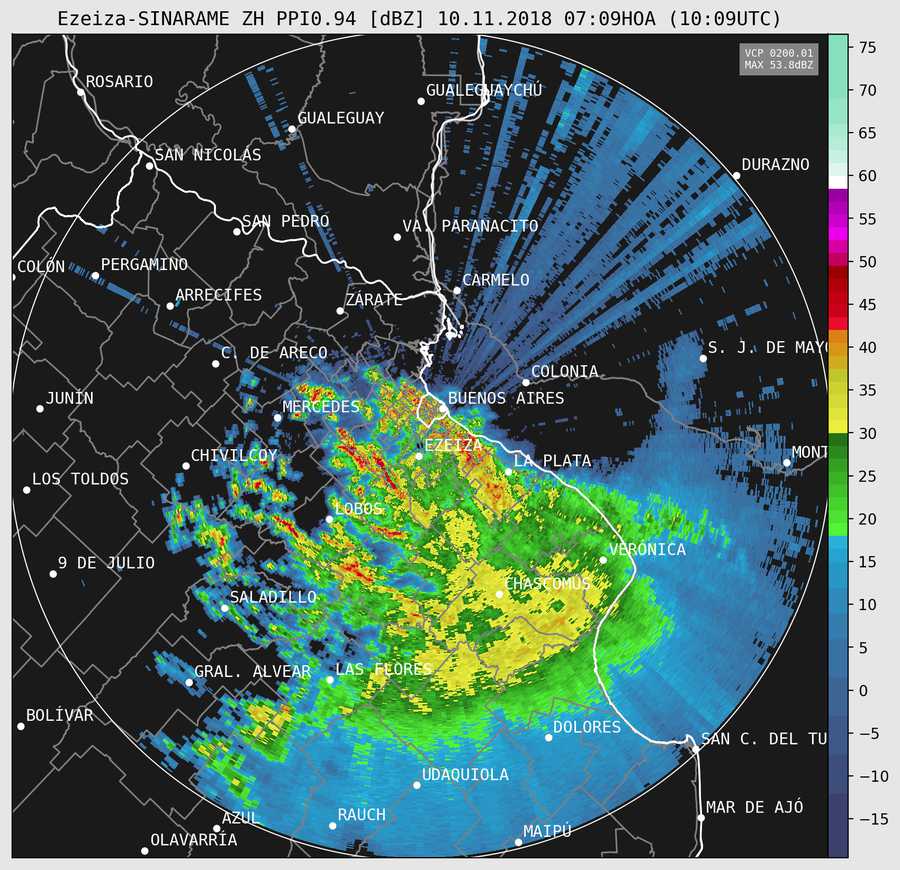 Ezeiza-SINARAME ZH PPI0.94 [dBZ] 10.11.2018 07:09HOA (10:09UTC)
VCP 0200.01
MAX 53.8dBZ
75
70
65
60
55
50
45
40
35
30
25
20
15
10
5
0
−5
−10
−15
ROSARIO
GUALEGUAYCHÚ
GUALEGUAY
SAN NICOLÁS
DURAZNO
SAN PEDRO
VA. PARANACITO
COLÓN
PERGAMINO
CARMELO
ARRECIFES
ZÁRATE
S. J. DE MAY
C. DE ARECO
COLONIA
JUNÍN
MERCEDES
BUENOS AIRES
EZEIZA
MONT
CHIVILCOY
LA PLATA
LOS TOLDOS
LOBOS
VERÓNICA
9 DE JULIO
CHASCOMÚS
SALADILLO
GRAL. ALVEAR
LAS FLORES
BOLÍVAR
DOLORES
SAN C. DEL TU
UDAQUIOLA
MAR DE AJÓ
AZUL
RAUCH
MAIPÚ
OLAVARRÍA